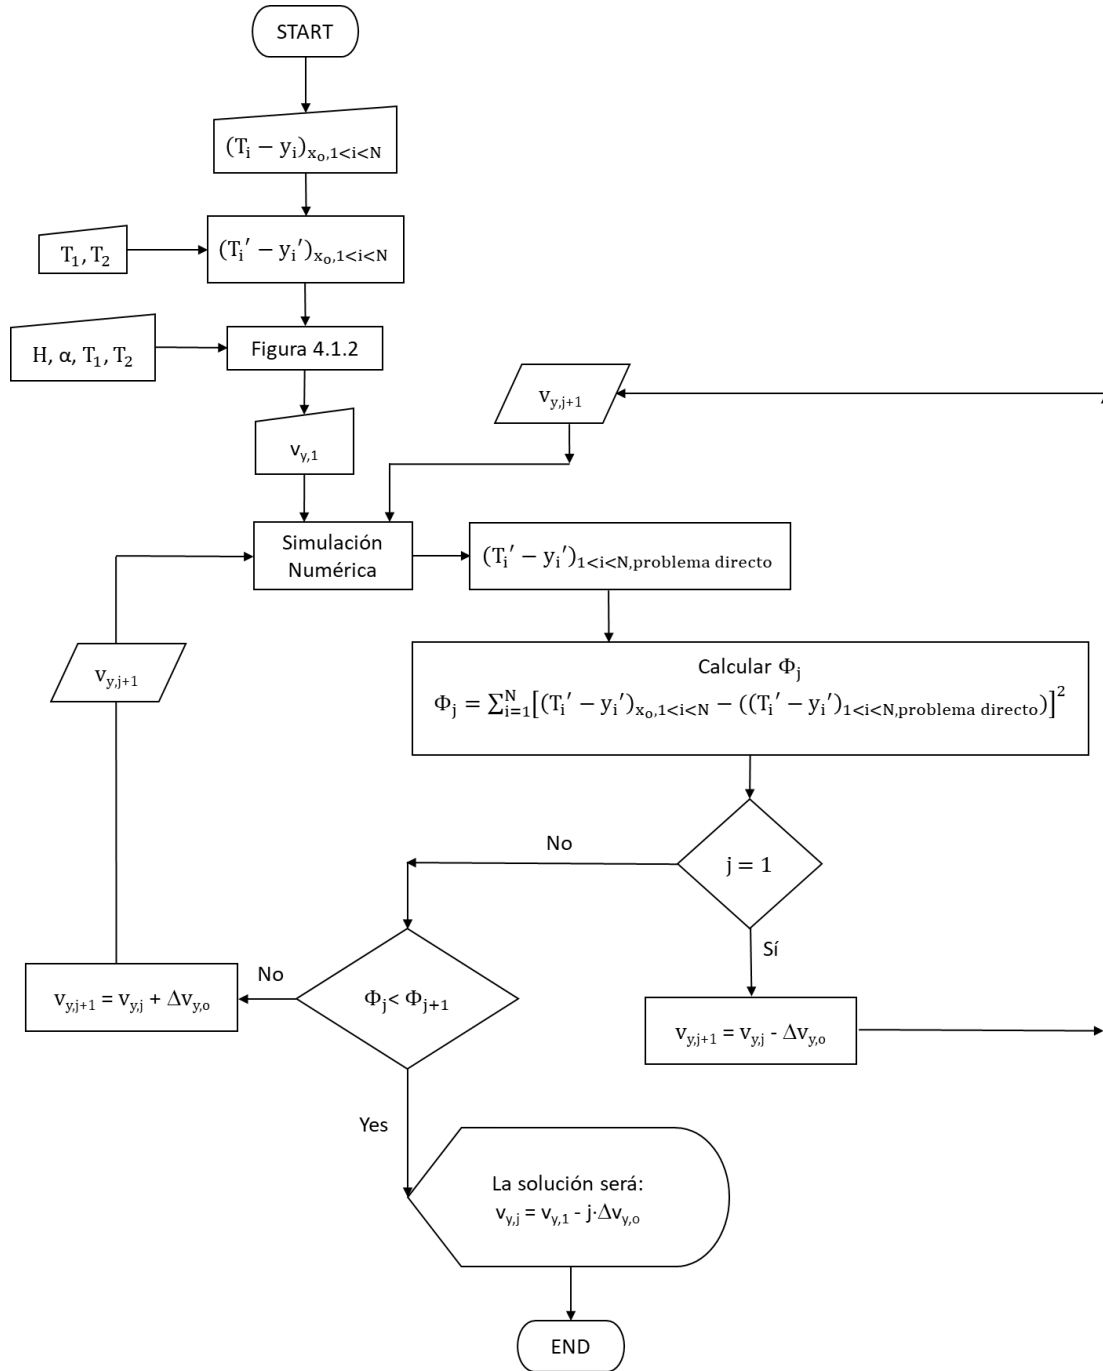 START
(Tᵢ − yᵢ)ₓₒ,₁<ᵢ<N
T₁, T₂
(Tᵢ′ − yᵢ′)ₓₒ,₁<ᵢ<N
H, α, T₁, T₂
Figura 4.1.2
v_y,j+1
v_y,1
Simulación
Numérica
(Tᵢ′ − yᵢ′)₁<ᵢ<N,problema directo
v_y,j+1
Calcular Φⱼ
Φⱼ = ∑ᵢ₌₁ᴺ[(Tᵢ′ − yᵢ′)ₓₒ,₁<ᵢ<N − ((Tᵢ′ − yᵢ′)₁<ᵢ<N,problema directo)]²
No
j = 1
Sí
No
Φⱼ< Φⱼ₊₁
v_y,j+1 = v_y,j + Δv_y,o
v_y,j+1 = v_y,j - Δv_y,o
Yes
La solución será:
v_y,j = v_y,1 - j·Δv_y,o
END